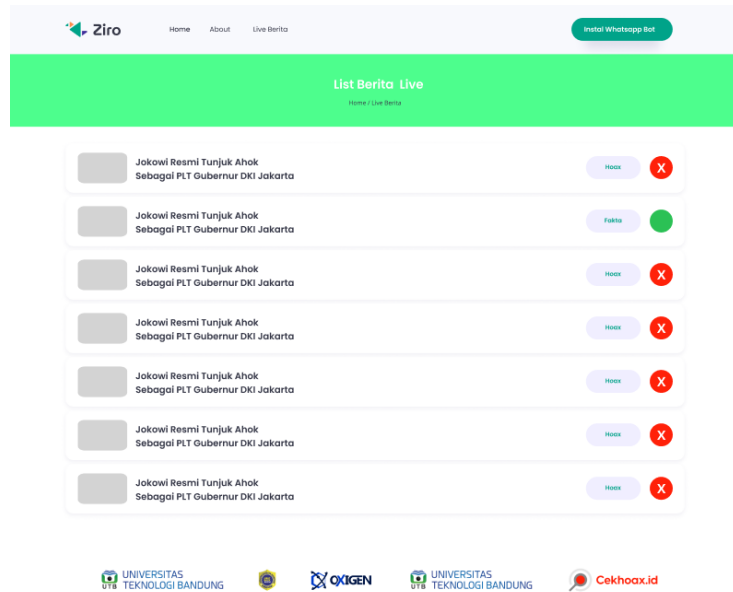 Ziro
Home About Live Berita
Instal Whatsapp Bot
List Berita Live
Home / Live Berita
Jokowi Resmi Tunjuk Ahok
Sebagai PLT Gubernur DKI Jakarta
Hoax
X
Jokowi Resmi Tunjuk Ahok
Sebagai PLT Gubernur DKI Jakarta
Fakta
Jokowi Resmi Tunjuk Ahok
Sebagai PLT Gubernur DKI Jakarta
Hoax
X
Jokowi Resmi Tunjuk Ahok
Sebagai PLT Gubernur DKI Jakarta
Hoax
X
Jokowi Resmi Tunjuk Ahok
Sebagai PLT Gubernur DKI Jakarta
Hoax
X
Jokowi Resmi Tunjuk Ahok
Sebagai PLT Gubernur DKI Jakarta
Hoax
X
Jokowi Resmi Tunjuk Ahok
Sebagai PLT Gubernur DKI Jakarta
Hoax
X
UTB
UNIVERSITAS
TEKNOLOGI BANDUNG
OXIGEN
UTB
UNIVERSITAS
TEKNOLOGI BANDUNG
Cekhoax.id